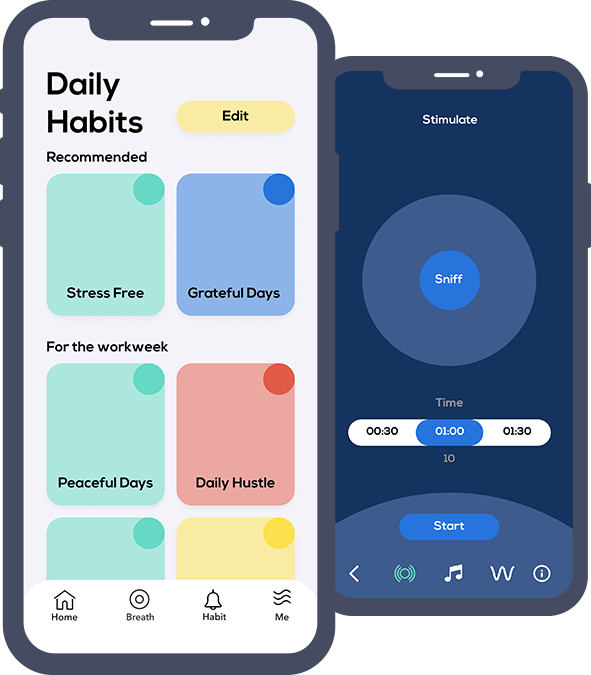 Daily
Habits
Edit
Recommended
Stress Free
Grateful Days
For the workweek
Peaceful Days
Daily Hustle
Home
Breath
Habit
Me
Stimulate
Sniff
Time
00:30
01:00
01:30
10
Start